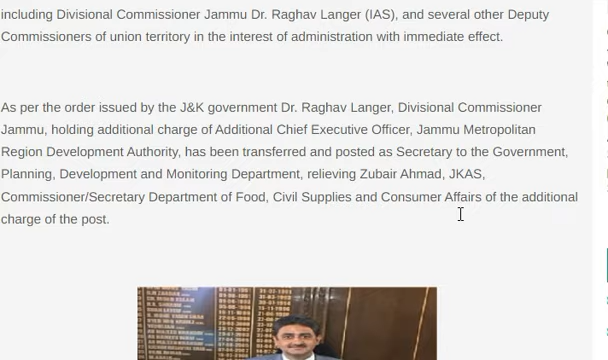 including Divisional Commissioner Jammu Dr. Raghav Langer (IAS), and several other Deputy
Commissioners of union territory in the interest of administration with immediate effect.
As per the order issued by the J&K government Dr. Raghav Langer, Divisional Commissioner
Jammu, holding additional charge of Additional Chief Executive Officer, Jammu Metropolitan
Region Development Authority, has been transferred and posted as Secretary to the Government,
Planning, Development and Monitoring Department, relieving Zubair Ahmad, JKAS,
Commissioner/Secretary Department of Food, Civil Supplies and Consumer Affairs of the additional
charge of the post.